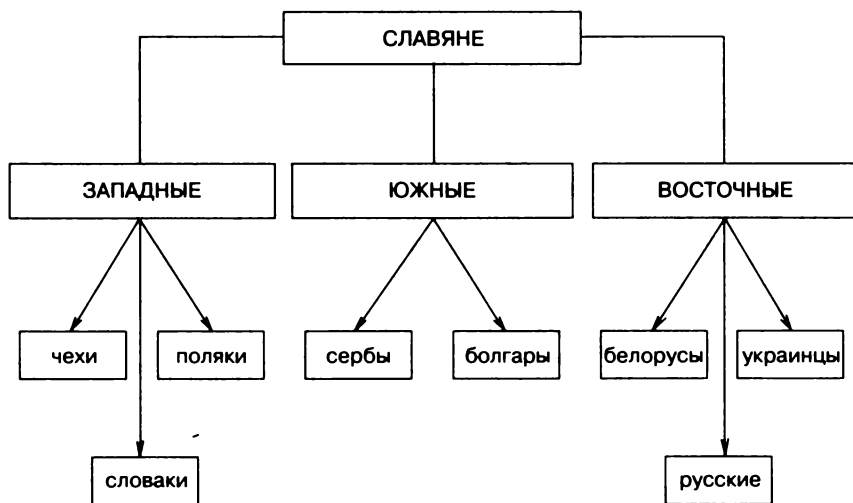 СЛАВЯНЕ
ЗАПАДНЫЕ
ЮЖНЫЕ
ВОСТОЧНЫЕ
чехи
поляки
сербы
болгары
белорусы
украинцы
словаки
русские